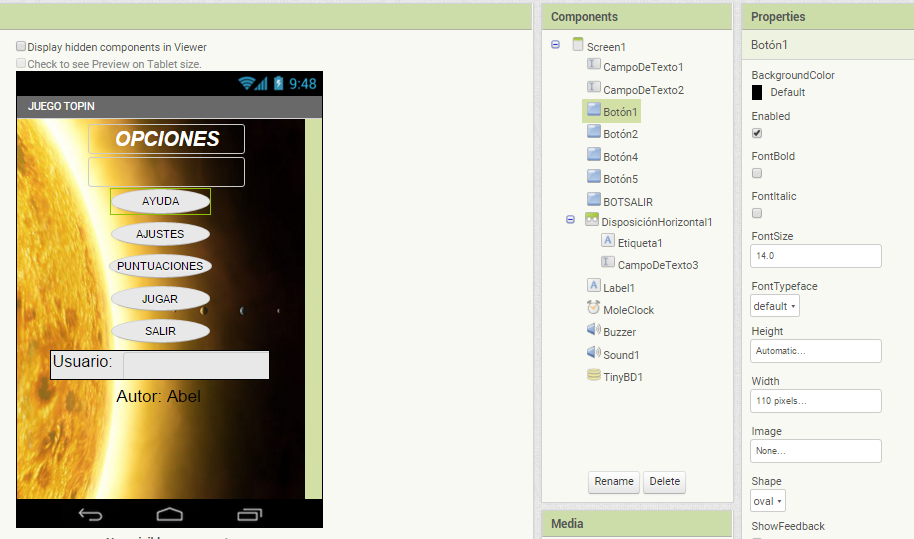 Display hidden components in Viewer
Check to see Preview on Tablet size.
9:48
JUEGO TOPIN
OPCIONES
AYUDA
AJUSTES
PUNTUACIONES
JUGAR
SALIR
Usuario:
Autor: Abel
Components
Screen1
CampoDeTexto1
CampoDeTexto2
Botón1
Botón2
Botón4
Botón5
BOTSALIR
DisposiciónHorizontal1
Etiqueta1
CampoDeTexto3
Label1
MoleClock
Buzzer
Sound1
TinyBD1
Rename Delete
Media
Properties
Botón1
BackgroundColor
Default
Enabled
FontBold
FontItalic
FontSize
14.0
FontTypeface
default
Height
Automatic...
Width
110 pixels...
Image
None...
Shape
oval
ShowFeedback